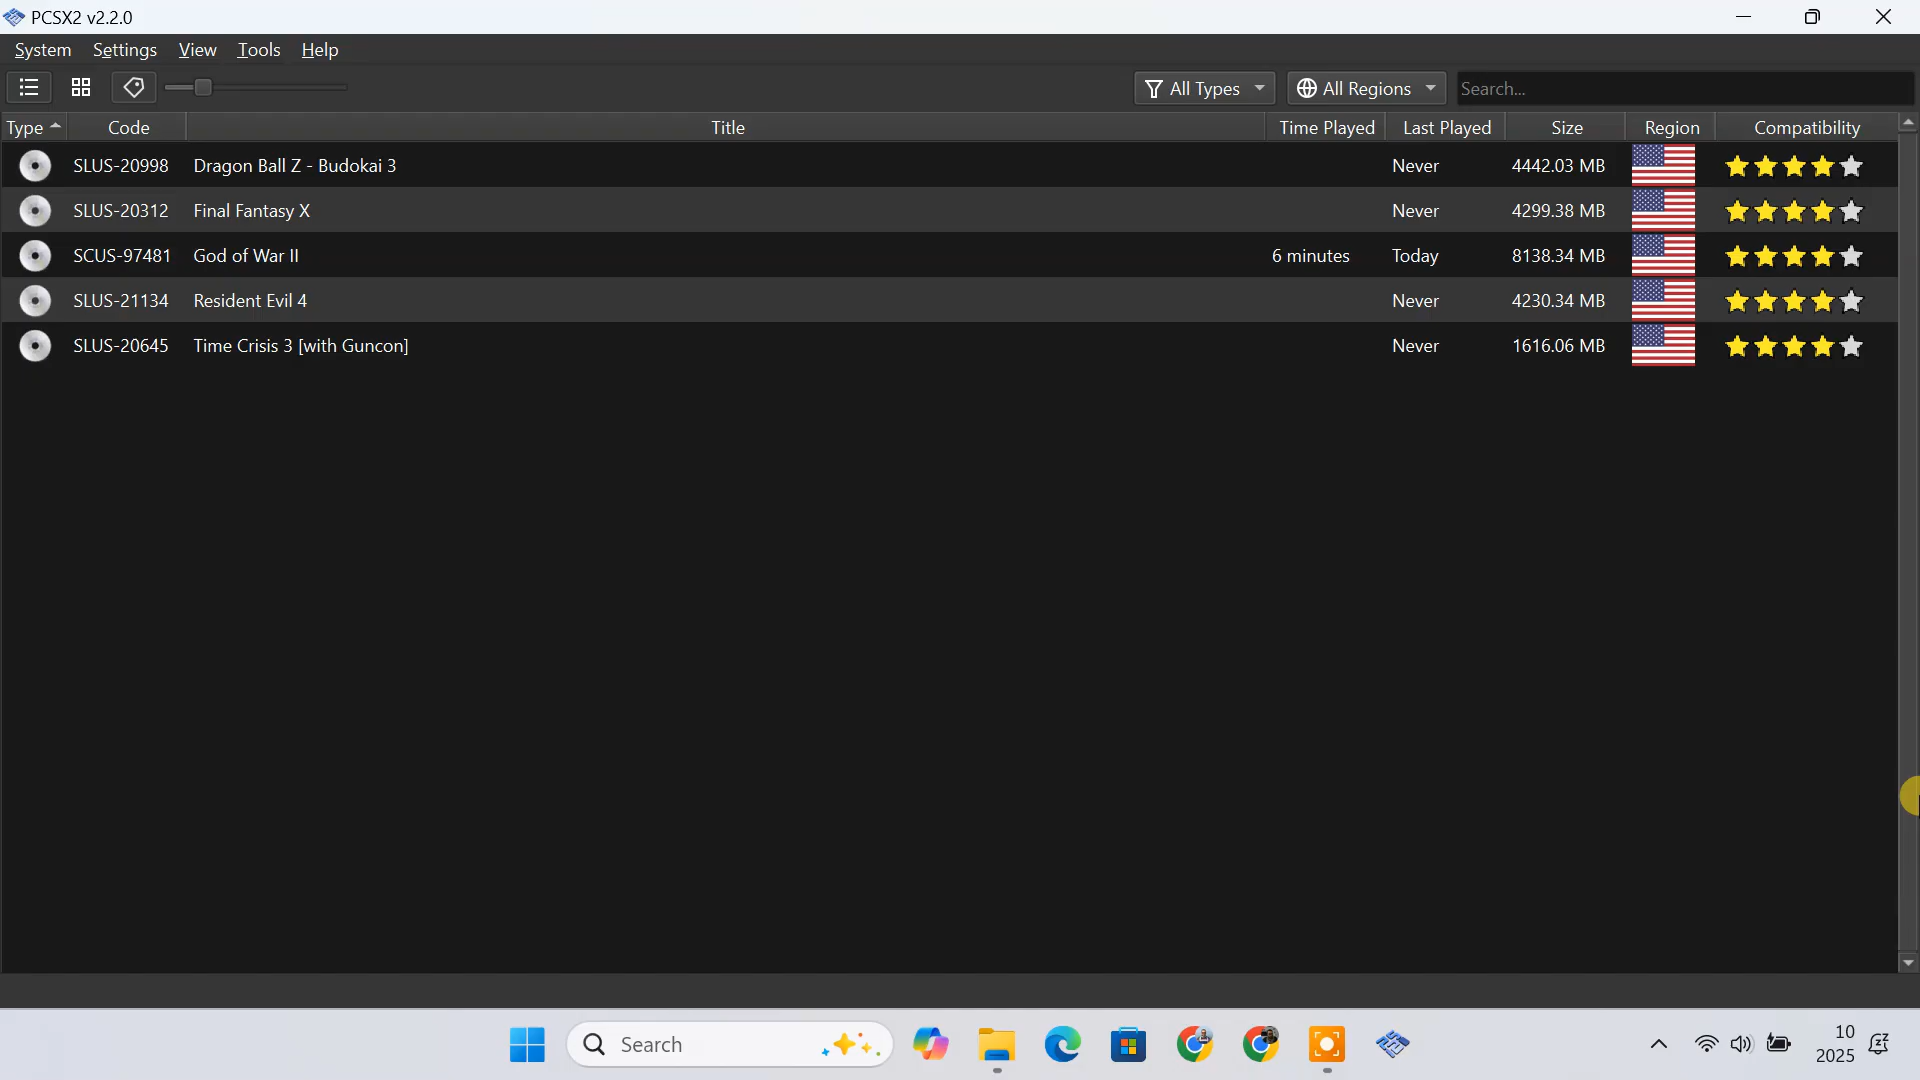 PCSX2 v2.2.0
System Settings View Tools Help
All Types All Regions Search...
Type Code Title Time Played Last Played Size Region Compatibility
SLUS-20998 Dragon Ball Z - Budokai 3 Never 4442.03 MB
SLUS-20312 Final Fantasy X Never 4299.38 MB
SCUS-97481 God of War II 6 minutes Today 8138.34 MB
SLUS-21134 Resident Evil 4 Never 4230.34 MB
SLUS-20645 Time Crisis 3 [with Guncon] Never 1616.06 MB
Search
10
2025